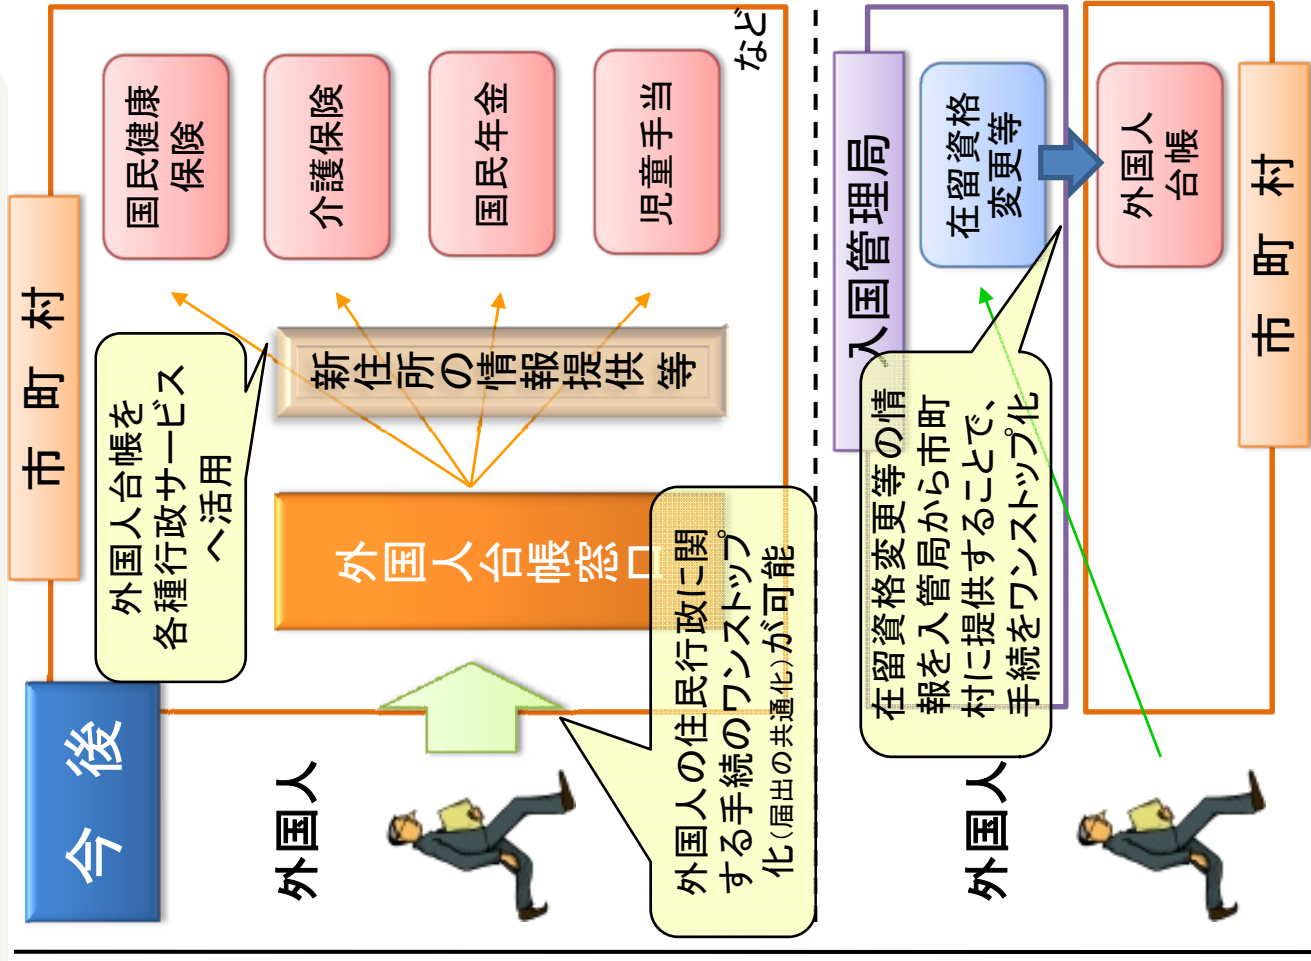 今後
市町村
外国人
外国人台帳窓口
新住所の情報提供等
国民健康
保険
介護保険
国民年金
児童手当
など
外国人台帳を
各種行政サービス
へ活用
外国人の住民行政に関
する手続のワンストップ
化(届出の共通化)が可能
外国人
入国管理局
在留資格
変更等
外国人
台帳
市町村
在留資格変更等の情
報を入管局から市町
村に提供することで、
手続をワンストップ化